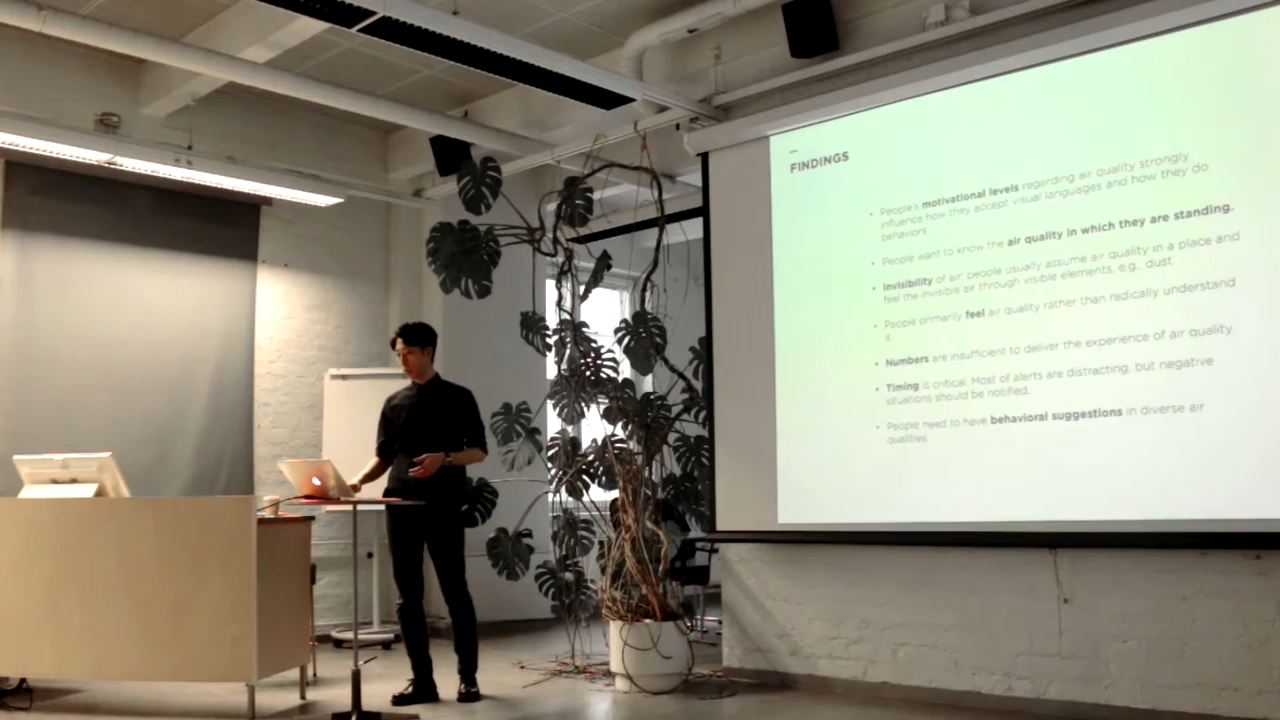 FINDINGS
• People's motivational levels regarding air quality strongly
influence how they accept visual languages and how they do
behaviors
• People want to know the air quality in which they are standing.
• Invisibility of air: people usually assume air quality in a place and
feel the invisible air through visible elements, e.g., dust
• People primarily feel air quality rather than radically understand
it.
• Numbers are insufficient to deliver the experience of air quality.
• Timing is critical. Most of alerts are distracting, but negative
situations should be notified.
• People need to have behavioral suggestions in diverse air
qualities